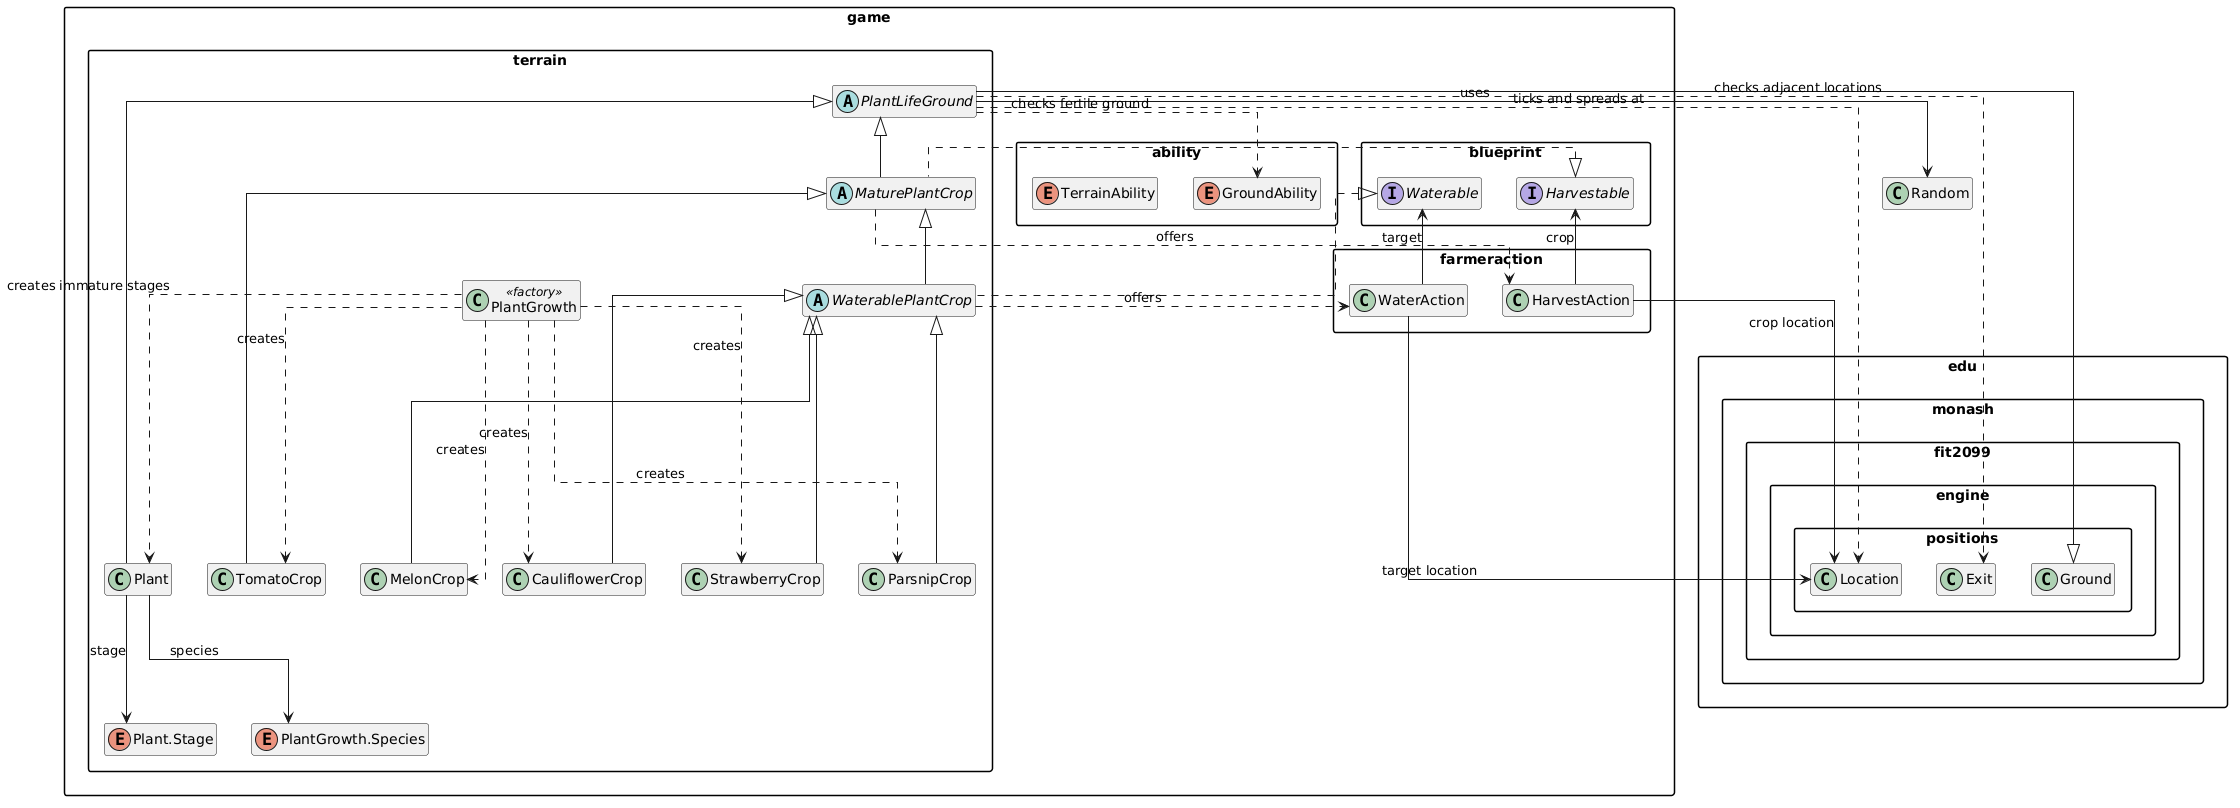 game
terrain
A PlantLifeGround
uses
checks adjacent locations
checks fertile ground
ticks and spreads at
ability
blueprint
A MaturePlantCrop
E TerrainAbility
E GroundAbility
I Waterable
I Harvestable
C Random
offers
target
crop
farmeraction
creates immature stages
C «factory»
PlantGrowth
A WaterablePlantCrop
offers
C WaterAction
C HarvestAction
crop location
creates
creates
edu
monash
creates
creates
fit2099
creates
engine
positions
target location
C Plant
C TomatoCrop
C MelonCrop
C CauliflowerCrop
C StrawberryCrop
C ParsnipCrop
C Location
C Exit
C Ground
stage
species
E Plant.Stage
E PlantGrowth.Species